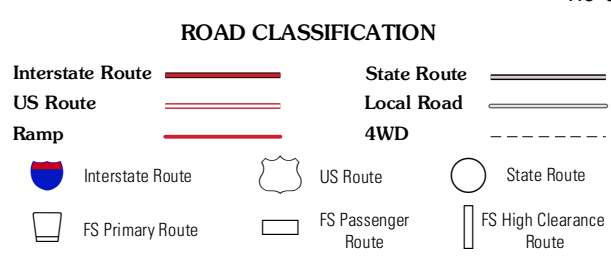 ROAD CLASSIFICATION
Interstate Route
State Route
US Route
Local Road
Ramp
4WD
Interstate Route
US Route
State Route
FS Primary Route
FS Passenger
Route
FS High Clearance
Route